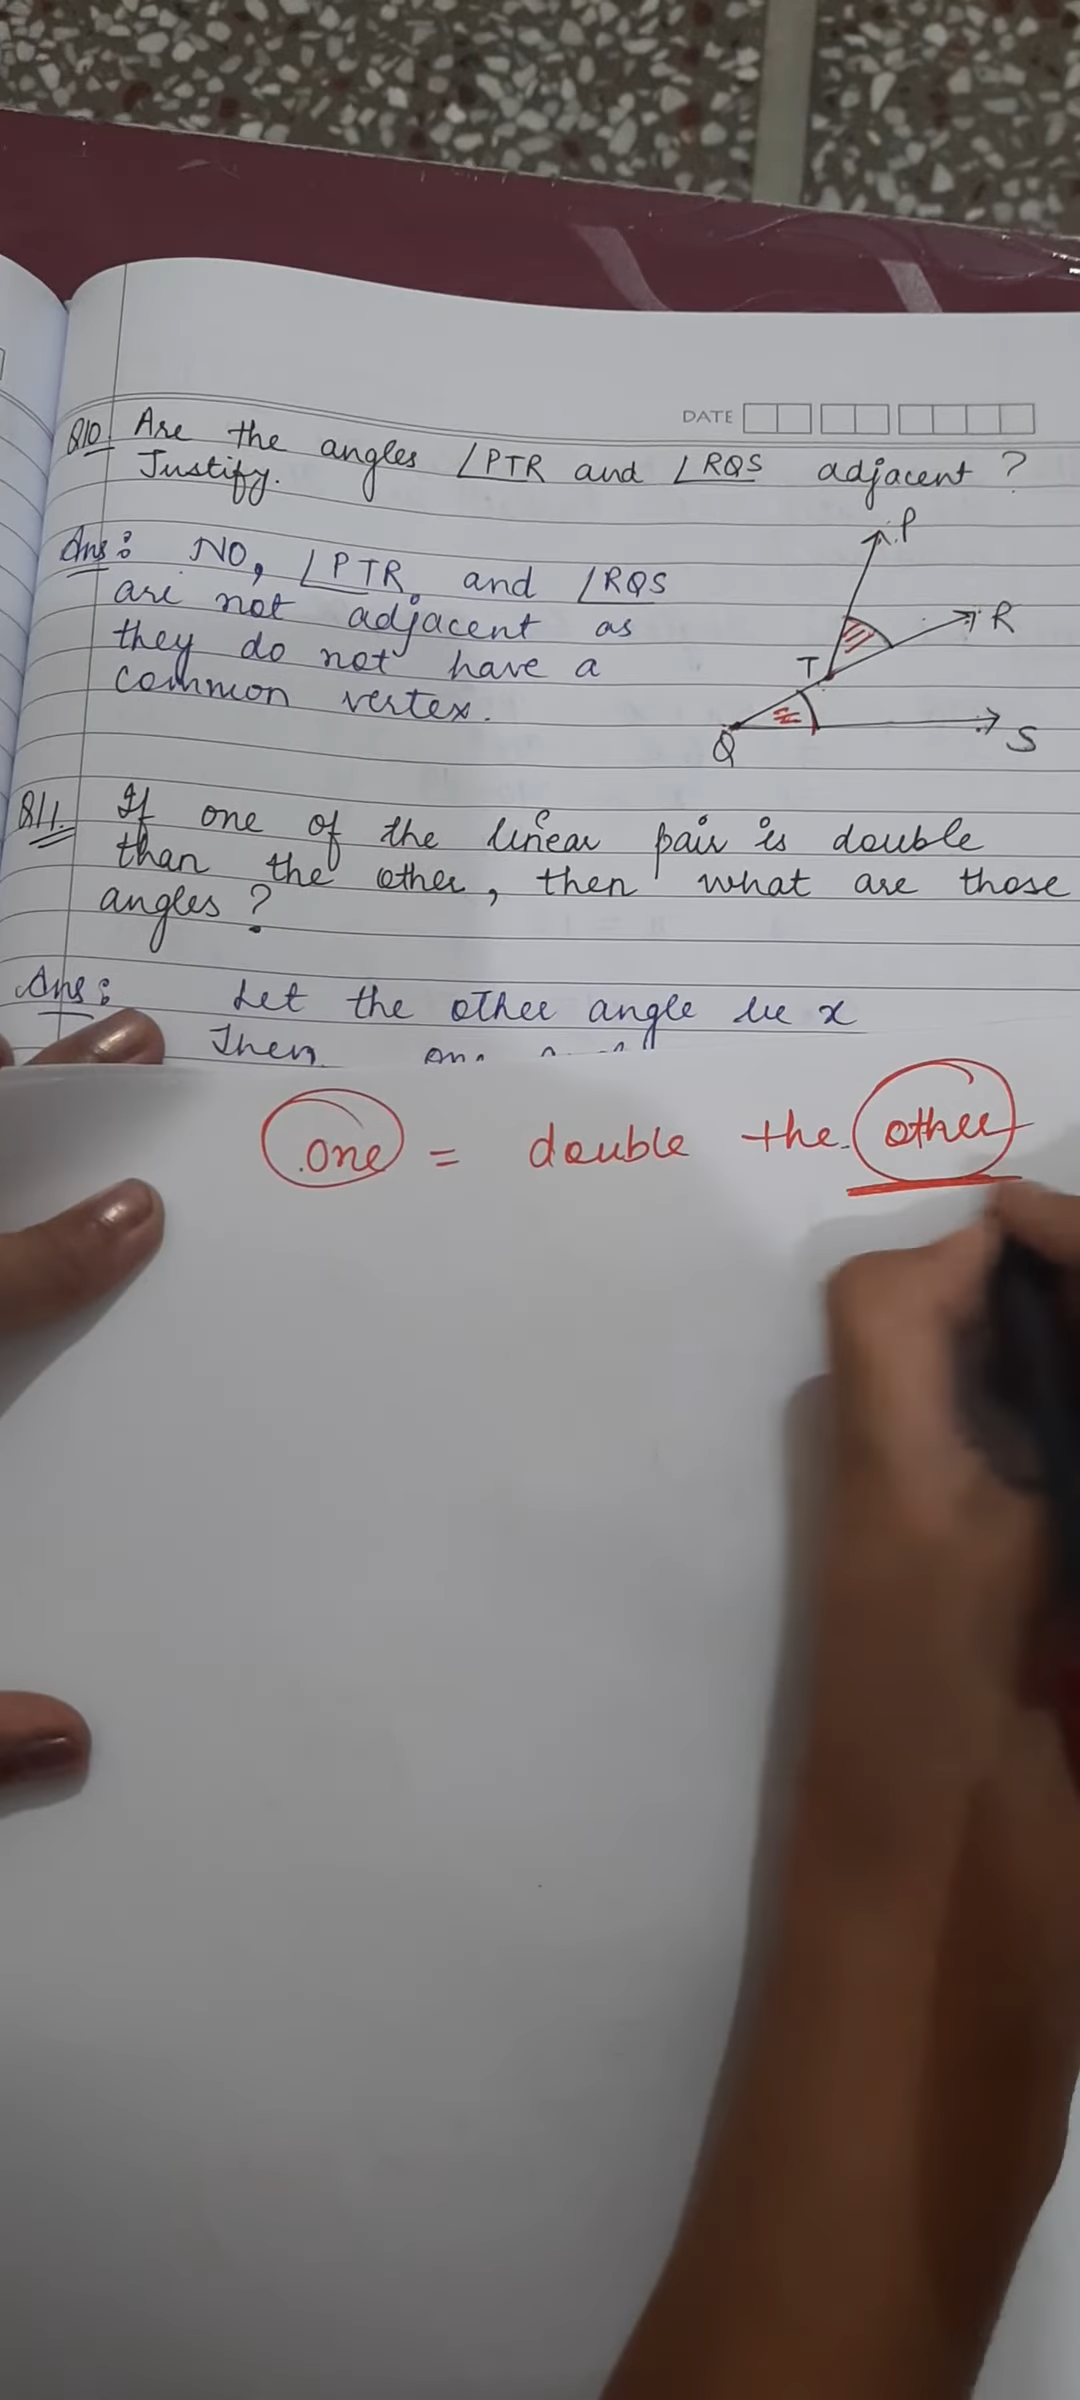 DATE
Q10. Are the angles ∠PTR and ∠RQS adjacent ?
Justify.
Ans: NO, ∠PTR and ∠RQS
are not adjacent as
they do not have a
common vertex.
P
R
T
Q
S
Q11. If one of the linear pair is double
than the other, then what are those
angles ?
Ans: Let the other angle be x
Then
one = double the other